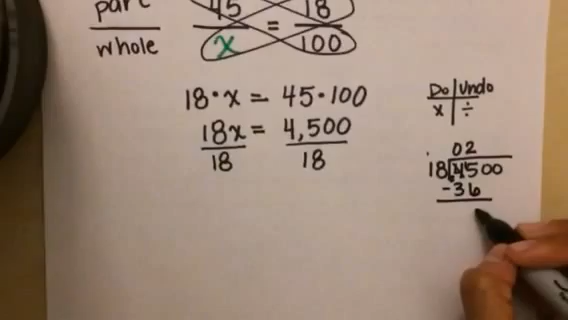 part 45 18
whole x = 100
18 · x = 45 · 100
18x = 4,500
18 18
Do Undo
x ÷
02
18 4500
-36